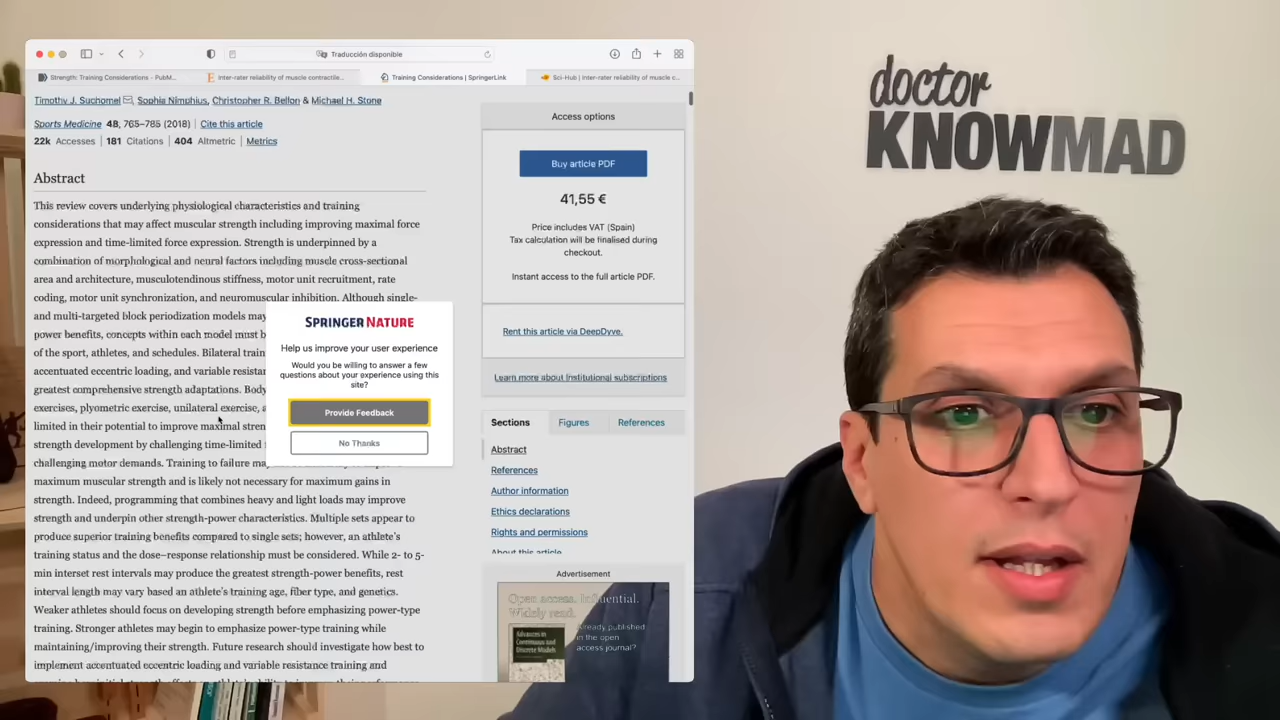 doctor
KNOWMAD
Traducción disponible
Strength: Training Considerations - PubM...
Inter-rater reliability of muscle contractile...
Training Considerations | SpringerLink
Sci-Hub | Inter-rater reliability of muscle c...
Timothy J. Suchomel, Sophia Nimphius, Christopher R. Bellon & Michael H. Stone
Sports Medicine 48, 765–785 (2018) | Cite this article
22k Accesses | 181 Citations | 404 Altmetric | Metrics
Abstract
This review covers underlying physiological characteristics and training
considerations that may affect muscular strength including improving maximal force
expression and time-limited force expression. Strength is underpinned by a
combination of morphological and neural factors including muscle cross-sectional
area and architecture, musculotendinous stiffness, motor unit recruitment, rate
coding, motor unit synchronization, and neuromuscular inhibition. Although single-
and multi-targeted block periodization models may
power benefits, concepts within each model must b
of the sport, athletes, and schedules. Bilateral train
accentuated eccentric loading, and variable resistan
greatest comprehensive strength adaptations. Body
exercises, plyometric exercise, unilateral exercise, a
limited in their potential to improve maximal stren
strength development by challenging time-limited f
challenging motor demands. Training to failure may
maximum muscular strength and is likely not necessary for maximum gains in
strength. Indeed, programming that combines heavy and light loads may improve
strength and underpin other strength-power characteristics. Multiple sets appear to
produce superior training benefits compared to single sets; however, an athlete's
training status and the dose–response relationship must be considered. While 2- to 5-
min interset rest intervals may produce the greatest strength-power benefits, rest
interval length may vary based an athlete's training age, fiber type, and genetics.
Weaker athletes should focus on developing strength before emphasizing power-type
training. Stronger athletes may begin to emphasize power-type training while
maintaining/improving their strength. Future research should investigate how best to
implement accentuated eccentric loading and variable resistance training and
SPRINGER NATURE
Help us improve your user experience
Would you be willing to answer a few
questions about your experience using this
site?
Provide Feedback
No Thanks
Access options
Buy article PDF
41,55 €
Price includes VAT (Spain)
Tax calculation will be finalised during
checkout.
Instant access to the full article PDF.
Rent this article via DeepDyve.
Learn more about Institutional subscriptions
Sections Figures References
Abstract
References
Author information
Ethics declarations
Rights and permissions
About this article
Advertisement
Open access. Influential.
Widely read.
Already published
in the open
access journal?
Advances in
Continuous and
Discrete Models